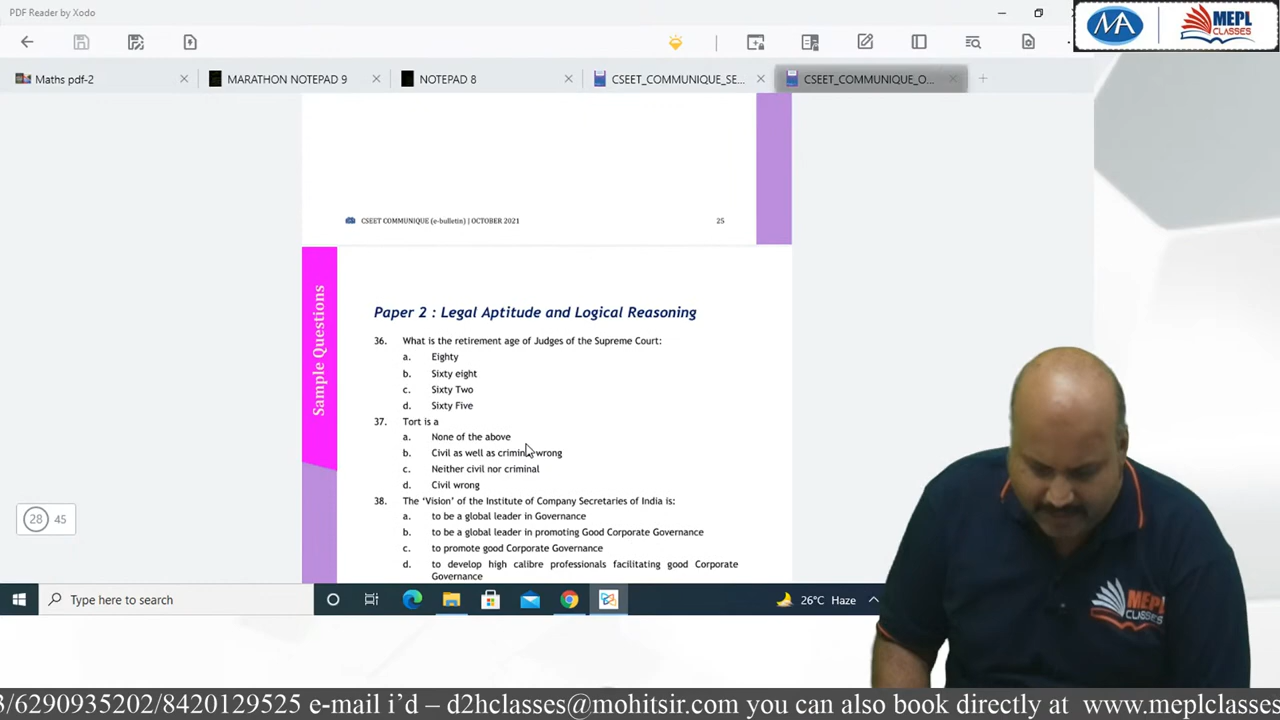 PDF Reader by Xodo
MA
MEPL
CLASSES
Maths pdf-2
MARATHON NOTEPAD 9
NOTEPAD 8
CSEET_COMMUNIQUE_SE...
CSEET_COMMUNIQUE_O...
CSEET COMMUNIQUE (e-bulletin) | OCTOBER 2021
25
Sample Questions
Paper 2 : Legal Aptitude and Logical Reasoning
36. What is the retirement age of Judges of the Supreme Court:
a. Eighty
b. Sixty eight
c. Sixty Two
d. Sixty Five
37. Tort is a
a. None of the above
b. Civil as well as criminal wrong
c. Neither civil nor criminal
d. Civil wrong
38. The ‘Vision’ of the Institute of Company Secretaries of India is:
a. to be a global leader in Governance
b. to be a global leader in promoting Good Corporate Governance
c. to promote good Corporate Governance
d. to develop high calibre professionals facilitating good Corporate
Governance
28 45
Type here to search
26°C Haze
MEPL
CLASSES
3/6290935202/8420129525 e-mail i’d – d2hclasses@mohitsir.com you can also book directly at www.meplclasses